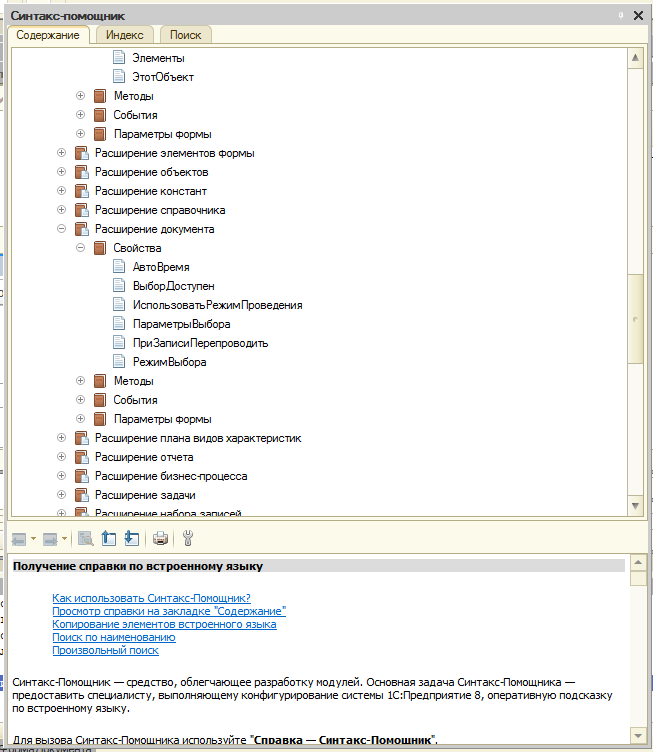 Синтакс-помощник
Содержание Индекс Поиск
Элементы
ЭтотОбъект
Методы
События
Параметры формы
Расширение элементов формы
Расширение объектов
Расширение констант
Расширение справочника
Расширение документа
Свойства
АвтоВремя
ВыборДоступен
ИспользоватьРежимПроведения
ПараметрыВыбора
ПриЗаписиПерепроводить
РежимВыбора
Методы
События
Параметры формы
Расширение плана видов характеристик
Расширение отчета
Расширение бизнес-процесса
Расширение задачи
Расширение набора записей
Получение справки по встроенному языку
Как использовать Синтакс-Помощник?
Просмотр справки на закладке "Содержание"
Копирование элементов встроенного языка
Поиск по наименованию
Произвольный поиск
Синтакс-Помощник — средство, облегчающее разработку модулей. Основная задача Синтакс-Помощника —
предоставить специалисту, выполняющему конфигурирование системы 1С:Предприятие 8, оперативную подсказку
по встроенному языку.
Для вызова Синтакс-Помощника используйте "Справка — Синтакс-Помощник".